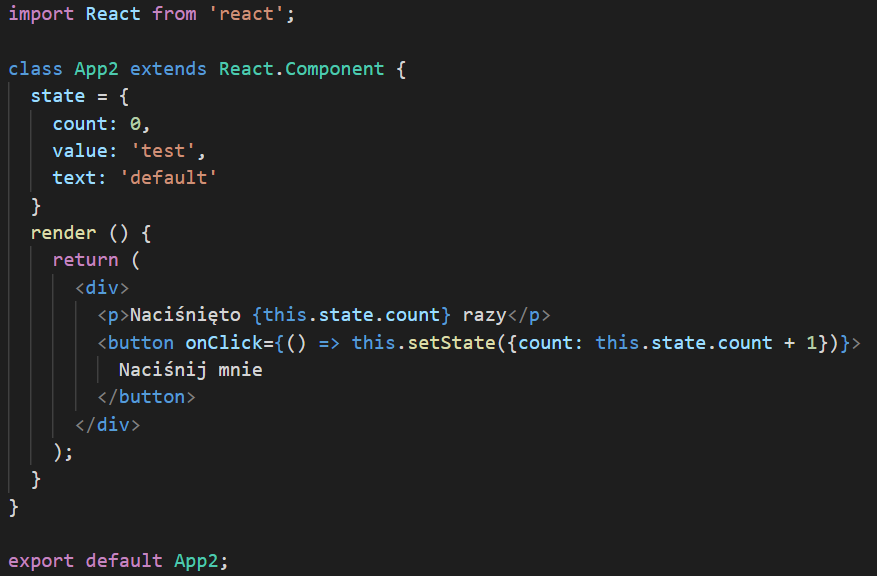 import React from 'react';

class App2 extends React.Component {
  state = {
    count: 0,
    value: 'test',
    text: 'default'
  }
  render () {
    return (
      <div>
        <p>Naciśnięto {this.state.count} razy</p>
        <button onClick={() => this.setState({count: this.state.count + 1})}>
          Naciśnij mnie
        </button>
      </div>
    );
  }
}

export default App2;